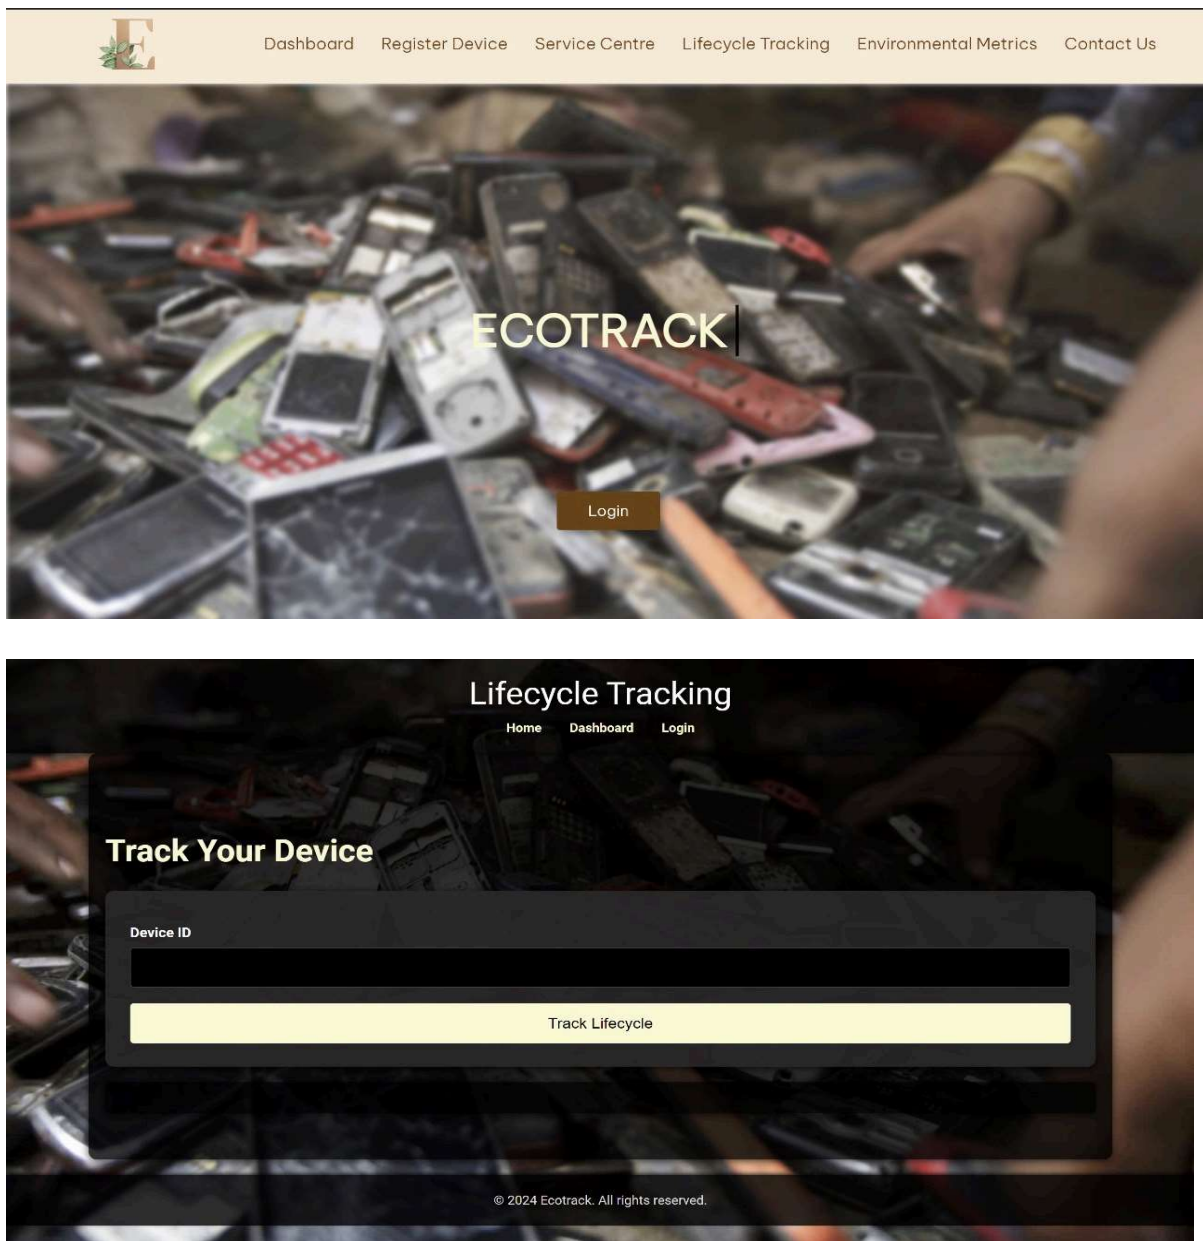 E
Dashboard Register Device Service Centre Lifecycle Tracking Environmental Metrics Contact Us
ECOTRACK
Login
Lifecycle Tracking
Home Dashboard Login
Track Your Device
Device ID
Track Lifecycle
© 2024 Ecotrack. All rights reserved.